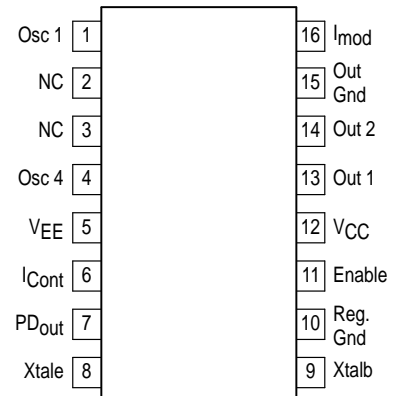 Osc 1 1
NC 2
NC 3
Osc 4 4
VEE 5
ICont 6
PDout 7
Xtale 8
16 Imod
15 Out
Gnd
14 Out 2
13 Out 1
12 VCC
11 Enable
10 Reg.
Gnd
9 Xtalb